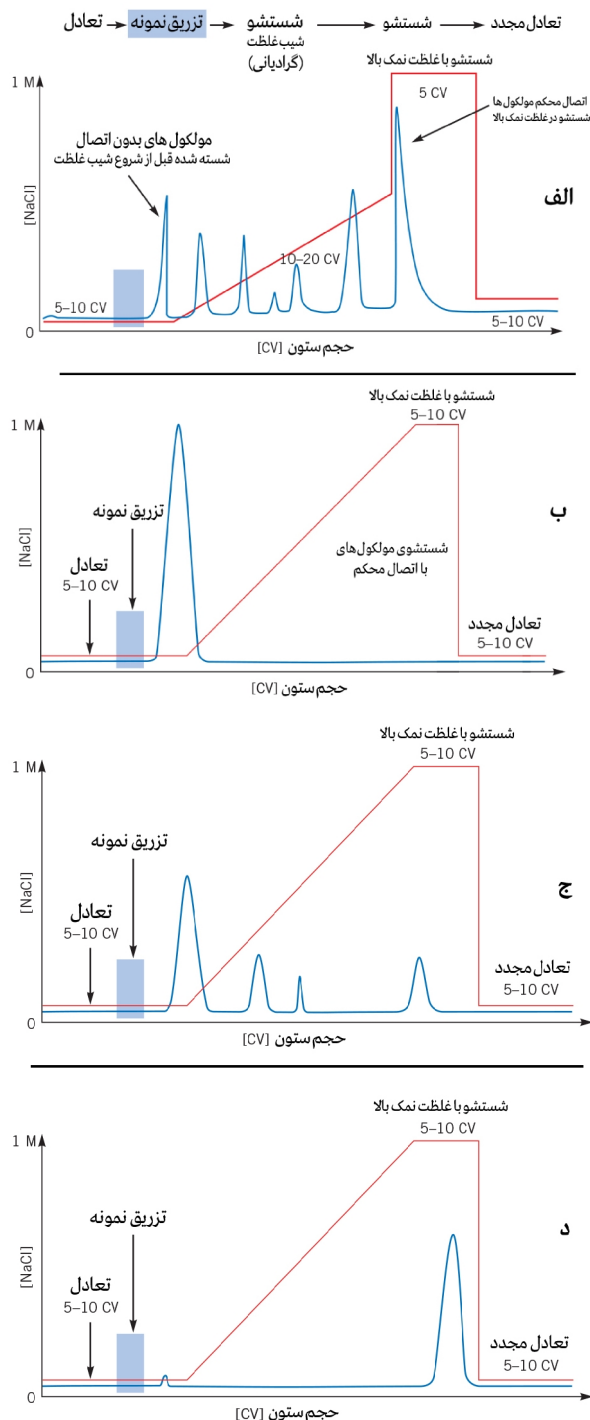 تعادل
تزریق نمونه
شستشو
شیب غلظت
(گرادیانی)
شستشو
تعادل مجدد
شستشو با غلظت نمک بالا
1 M
5 CV
اتصال محکم مولکول ها
شستشو در غلظت نمک بالا
مولکول های بدون اتصال
شسته شده قبل از شروع شیب غلظت
[NaCl]
الف
10–20 CV
5–10 CV
5–10 CV
0
حجم ستون [CV]
شستشو با غلظت نمک بالا
5–10 CV
1 M
تزریق نمونه
ب
[NaCl]
شستشوی مولکول‌های
با اتصال محکم
تعادل
5–10 CV
تعادل مجدد
5–10 CV
0
حجم ستون [CV]
شستشو با غلظت نمک بالا
5–10 CV
1 M
تزریق نمونه
ج
[NaCl]
تعادل
5–10 CV
تعادل مجدد
5–10 CV
0
حجم ستون [CV]
شستشو با غلظت نمک بالا
5–10 CV
1 M
تزریق نمونه
د
[NaCl]
تعادل
5–10 CV
تعادل مجدد
5–10 CV
0
حجم ستون [CV]